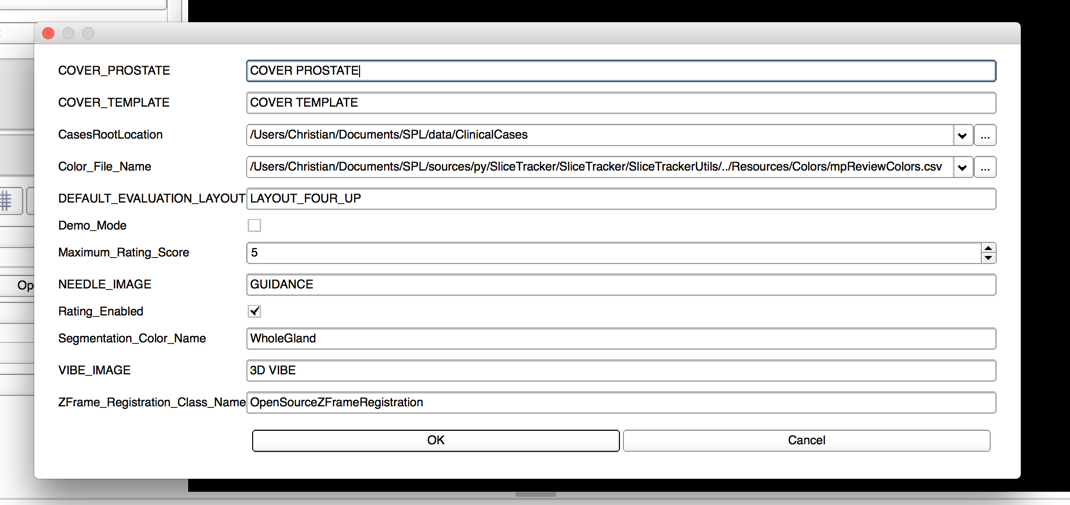 COVER_PROSTATE COVER PROSTATE
COVER_TEMPLATE COVER TEMPLATE
CasesRootLocation /Users/Christian/Documents/SPL/data/ClinicalCases ...
Color_File_Name /Users/Christian/Documents/SPL/sources/py/SliceTracker/SliceTracker/SliceTrackerUtils/../Resources/Colors/mpReviewColors.csv ...
DEFAULT_EVALUATION_LAYOUT LAYOUT_FOUR_UP
Demo_Mode
Maximum_Rating_Score 5
NEEDLE_IMAGE GUIDANCE
Op
Rating_Enabled
Segmentation_Color_Name WholeGland
VIBE_IMAGE 3D VIBE
ZFrame_Registration_Class_Name OpenSourceZFrameRegistration
OK Cancel